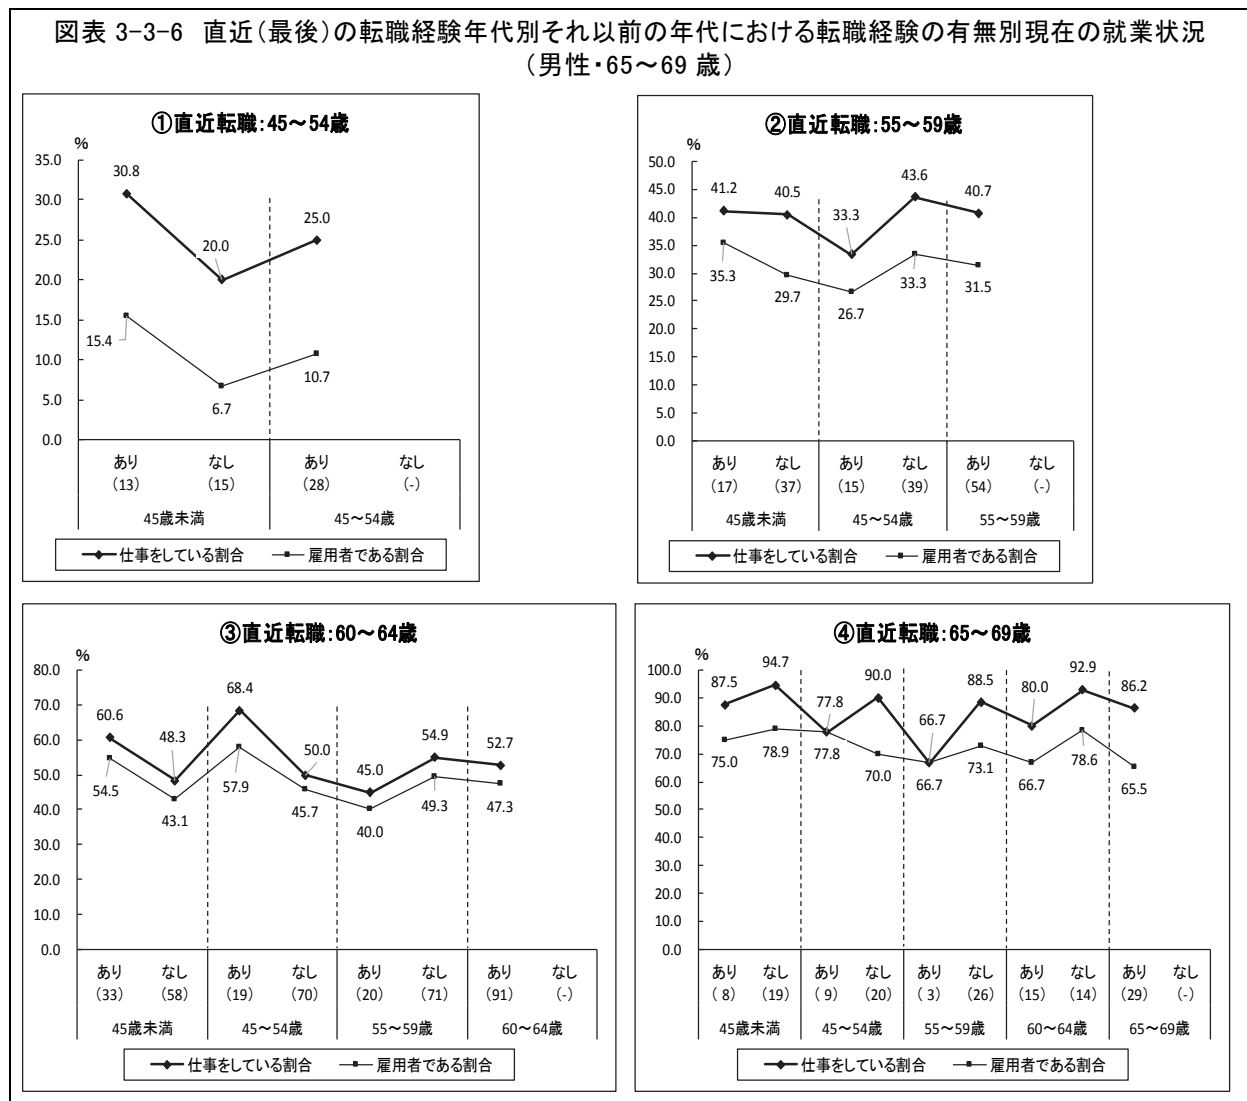 図表 3-3-6 直近（最後）の転職経験年代別それ以前の年代における転職経験の有無別現在の就業状況
（男性・65～69 歳）
①直近転職：45～54歳
%
35.0
30.0
25.0
20.0
15.0
10.0
5.0
0.0
30.8
20.0
25.0
15.4
6.7
10.7
あり なし あり なし
（13） （15） （28） （-）
45歳未満 45～54歳
仕事をしている割合 雇用者である割合
②直近転職：55～59歳
%
50.0
45.0
40.0
35.0
30.0
25.0
20.0
15.0
10.0
5.0
0.0
41.2 40.5 33.3 43.6 40.7
35.3 29.7 26.7 33.3 31.5
あり なし あり なし あり なし
（17） （37） （15） （39） （54） （-）
45歳未満 45～54歳 55～59歳
仕事をしている割合 雇用者である割合
③直近転職：60～64歳
%
80.0
70.0
60.0
50.0
40.0
30.0
20.0
10.0
0.0
60.6 48.3 68.4 50.0 45.0 54.9 52.7
54.5 43.1 57.9 45.7 40.0 49.3 47.3
あり なし あり なし あり なし あり なし
（33） （58） （19） （70） （20） （71） （91） （-）
45歳未満 45～54歳 55～59歳 60～64歳
仕事をしている割合 雇用者である割合
④直近転職：65～69歳
%
100.0
90.0
80.0
70.0
60.0
50.0
40.0
30.0
20.0
10.0
0.0
87.5 94.7 77.8 90.0 66.7 88.5 80.0 92.9 86.2
75.0 78.9 77.8 70.0 66.7 73.1 66.7 78.6 65.5
あり なし あり なし あり なし あり なし あり なし
（ 8） （19） （ 9） （20） （ 3） （26） （15） （14） （29） （-）
45歳未満 45～54歳 55～59歳 60～64歳 65～69歳
仕事をしている割合 雇用者である割合